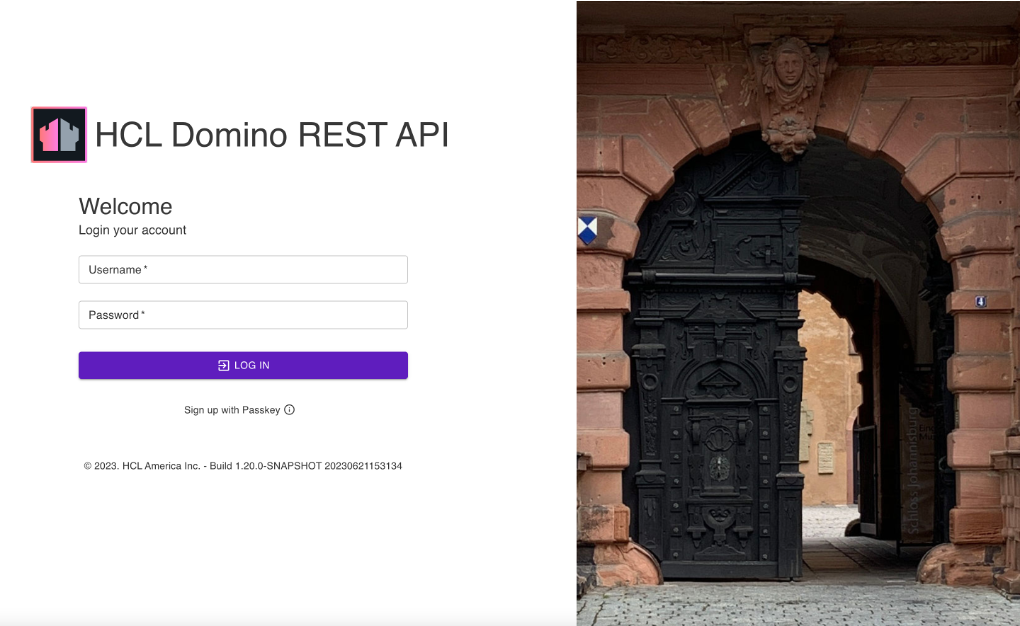 HCL Domino REST API
Welcome
Login your account
Username *
Password *
LOG IN
Sign up with Passkey
© 2023. HCL America Inc. - Build 1.20.0-SNAPSHOT 20230621153134
4
Schloss Johannisburg